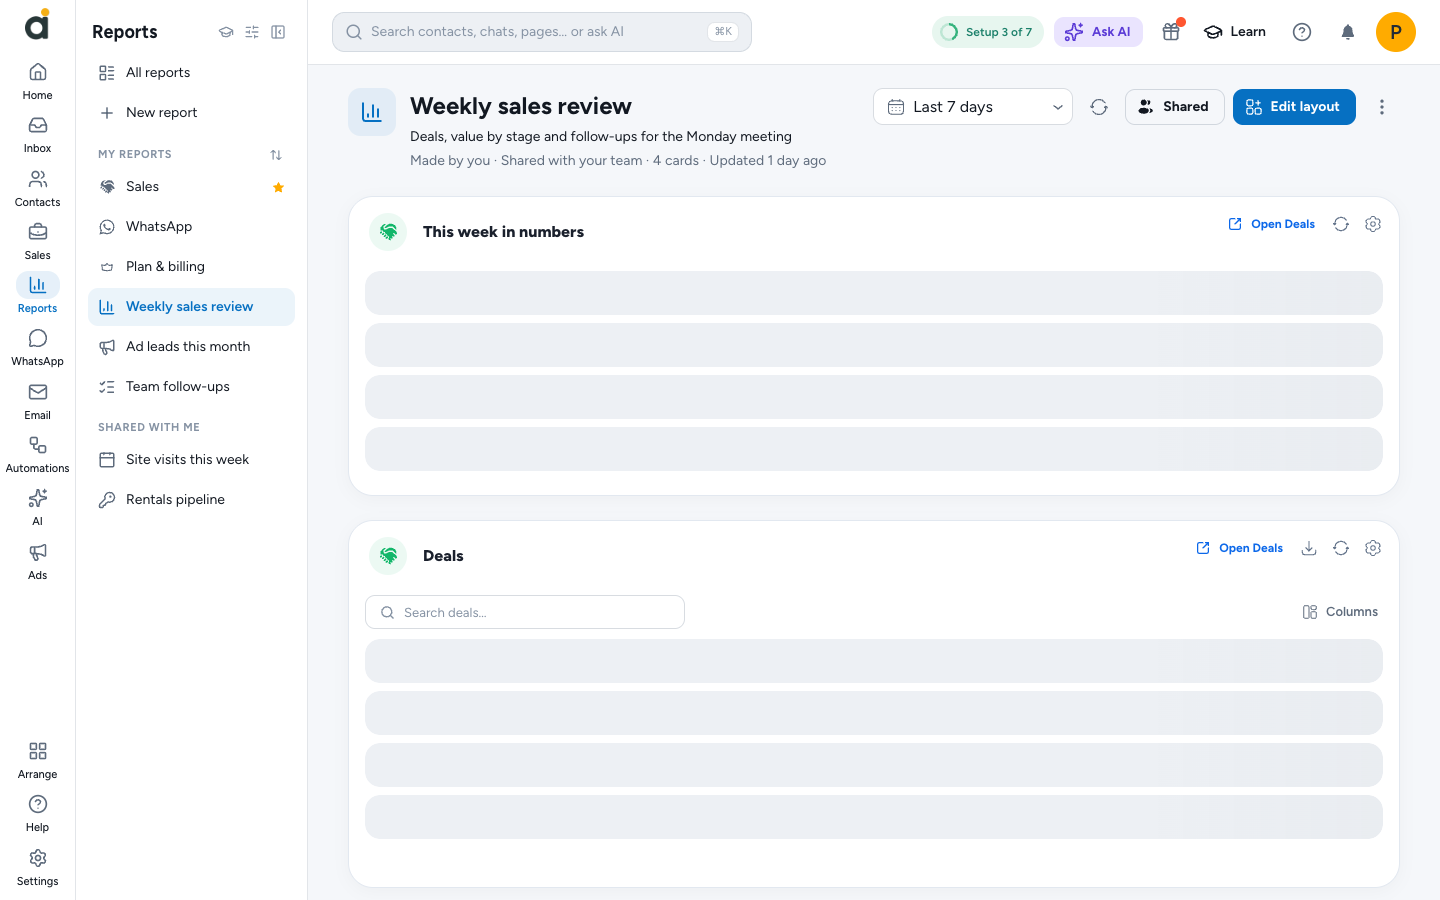 Reports
Search contacts, chats, pages... or ask AI
⌘K
Setup 3 of 7
Ask AI
Learn
P
Home
Inbox
Contacts
Sales
Reports
WhatsApp
Email
Automations
AI
Ads
Arrange
Help
Settings
All reports
New report
MY REPORTS
Sales
WhatsApp
Plan & billing
Weekly sales review
Ad leads this month
Team follow-ups
SHARED WITH ME
Site visits this week
Rentals pipeline
Weekly sales review
Deals, value by stage and follow-ups for the Monday meeting
Made by you · Shared with your team · 4 cards · Updated 1 day ago
Last 7 days
Shared
Edit layout
This week in numbers
Open Deals
Deals
Open Deals
Search deals...
Columns